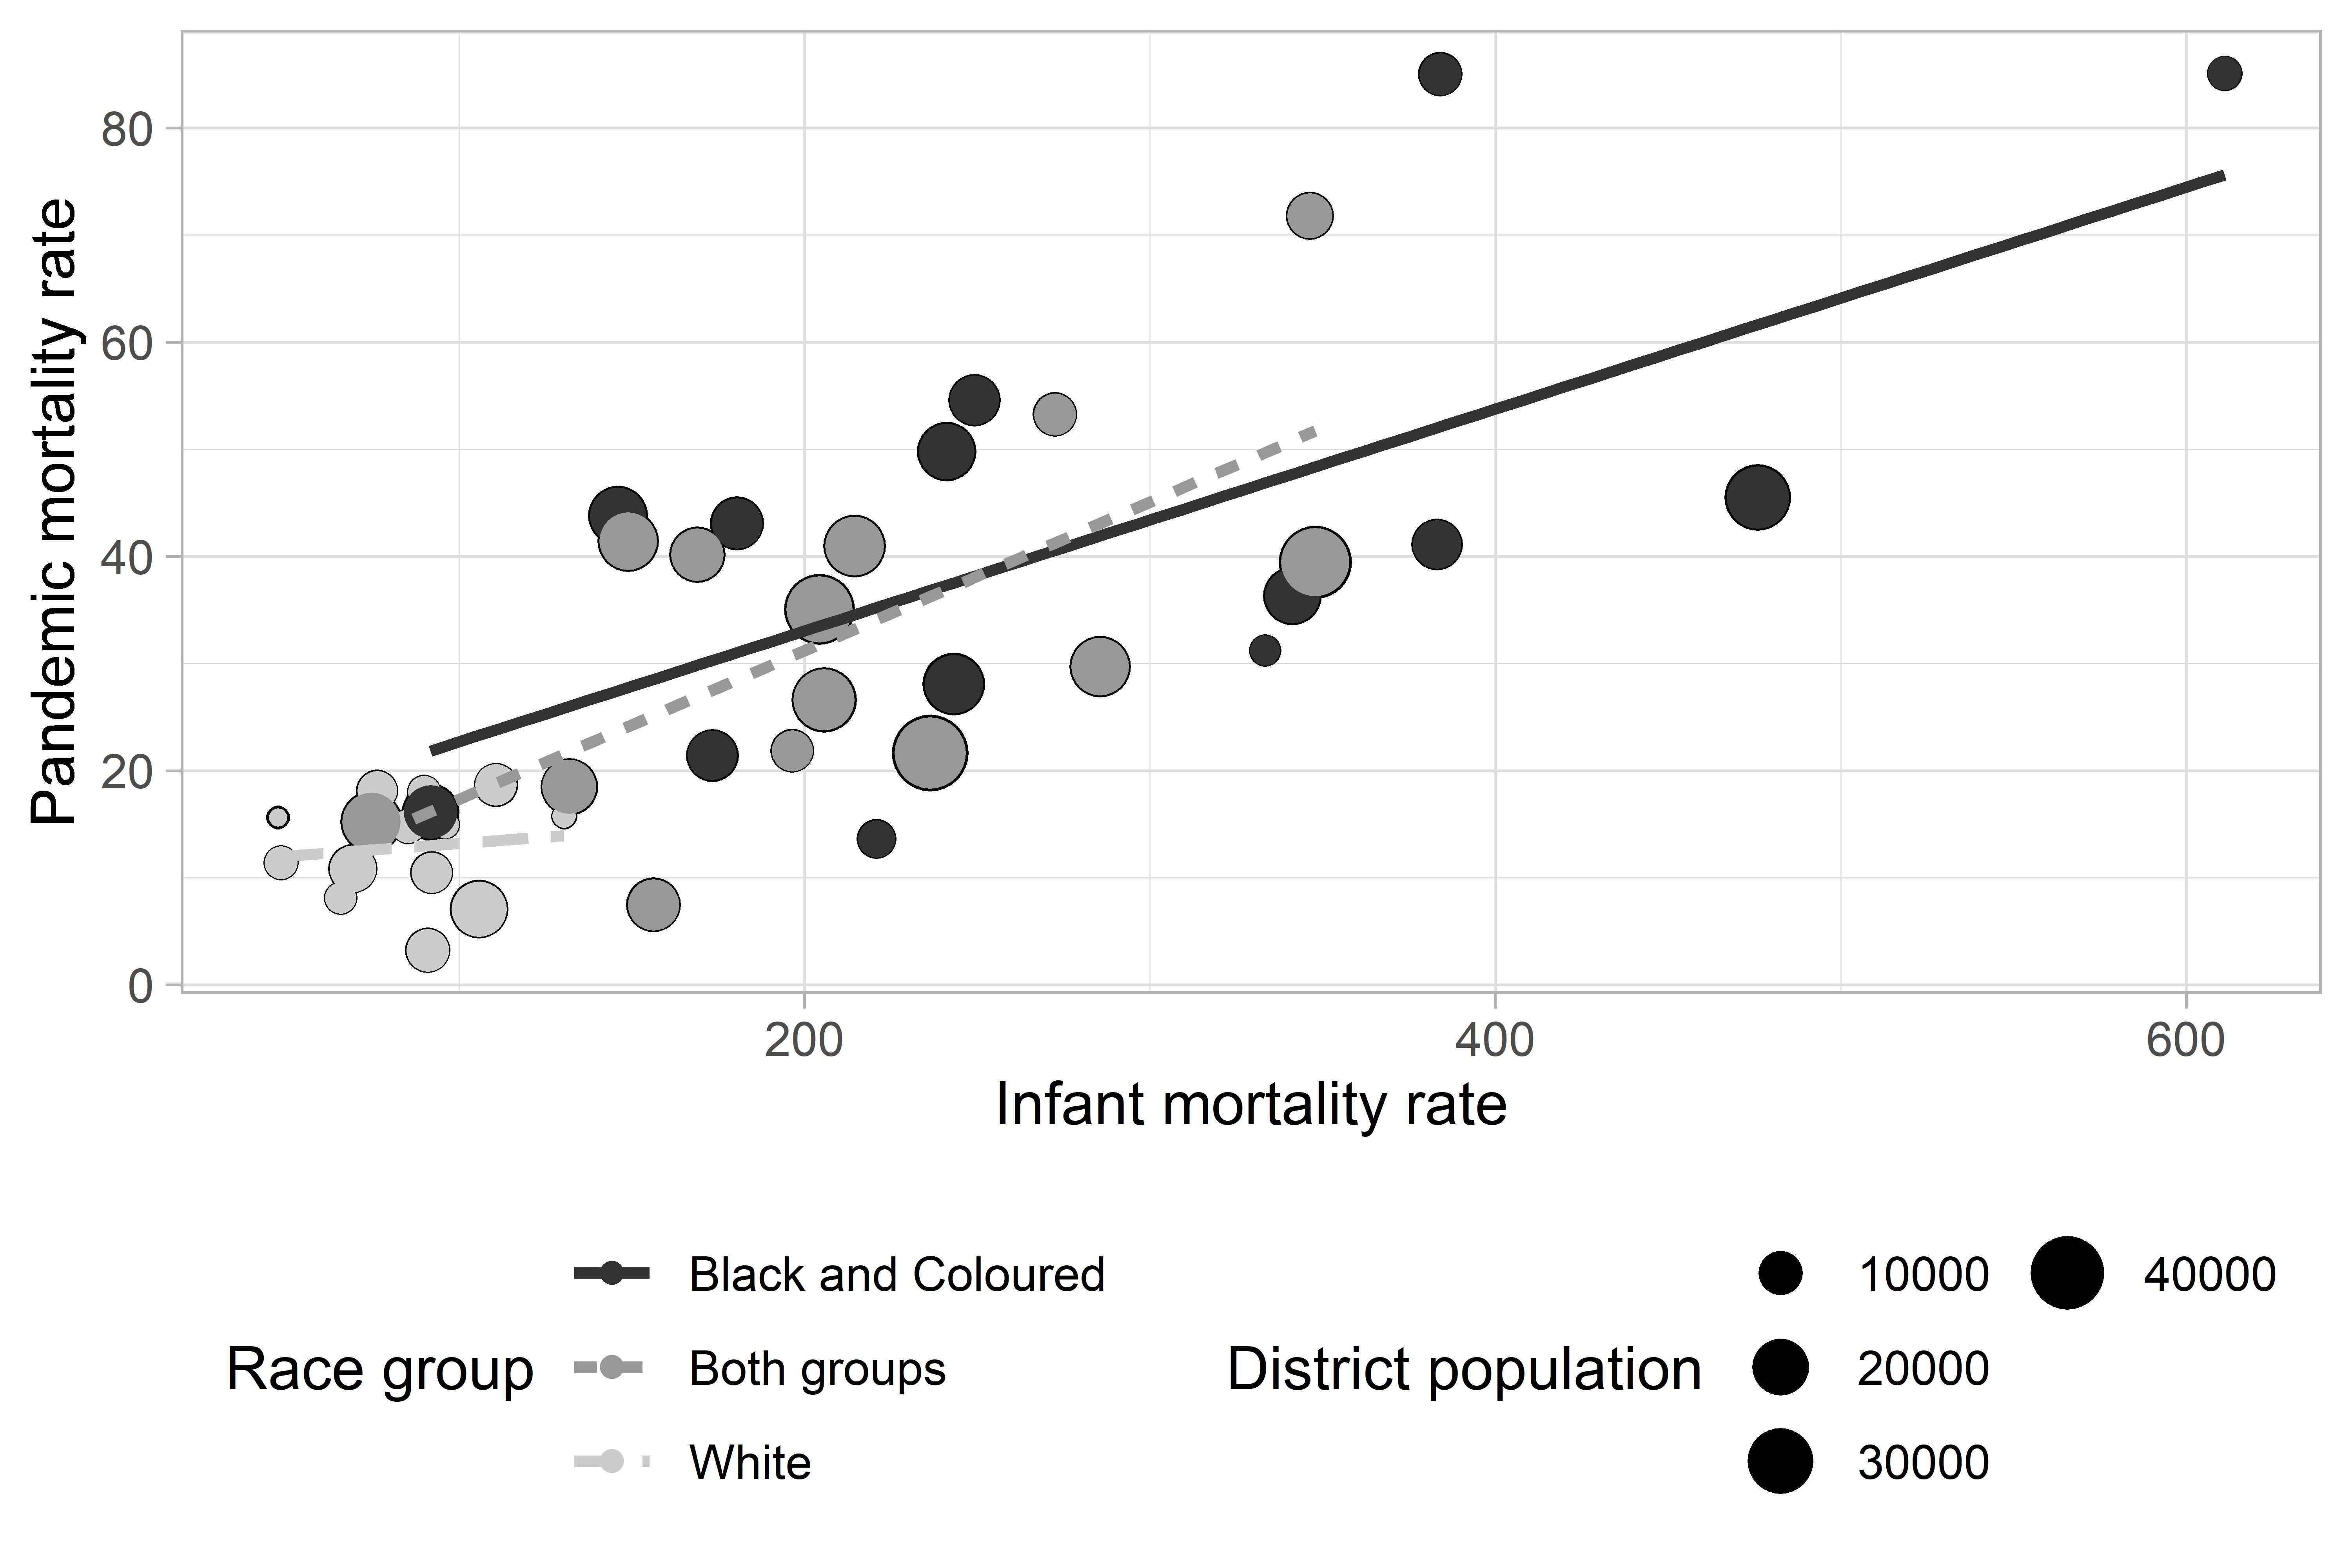 Pandemic mortality rate
80
60
40
20
0
200 400 600
Infant mortality rate
Race group
Black and Coloured
Both groups
White
District population
10000
20000
30000
40000